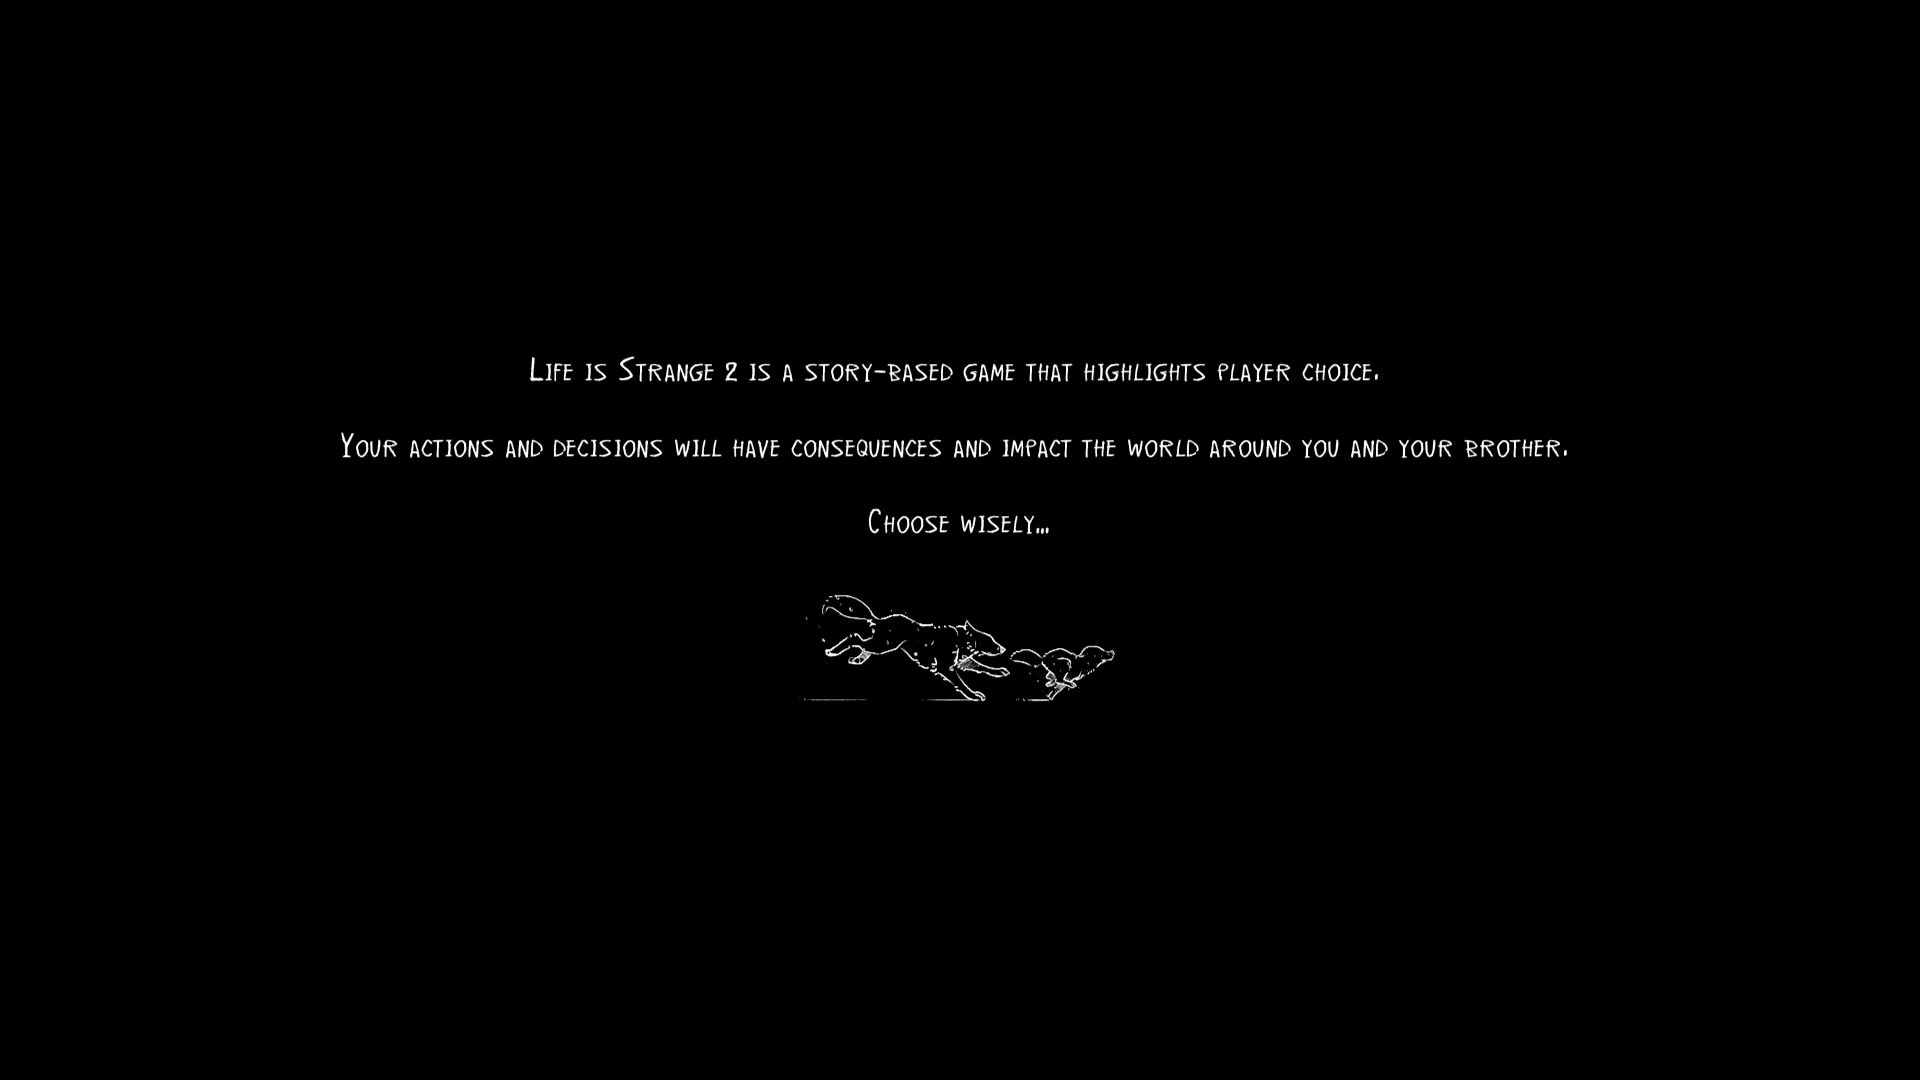 Life is Strange 2 is a story-based game that highlights player choice.
Your actions and decisions will have consequences and impact the world around you and your brother.
Choose wisely...